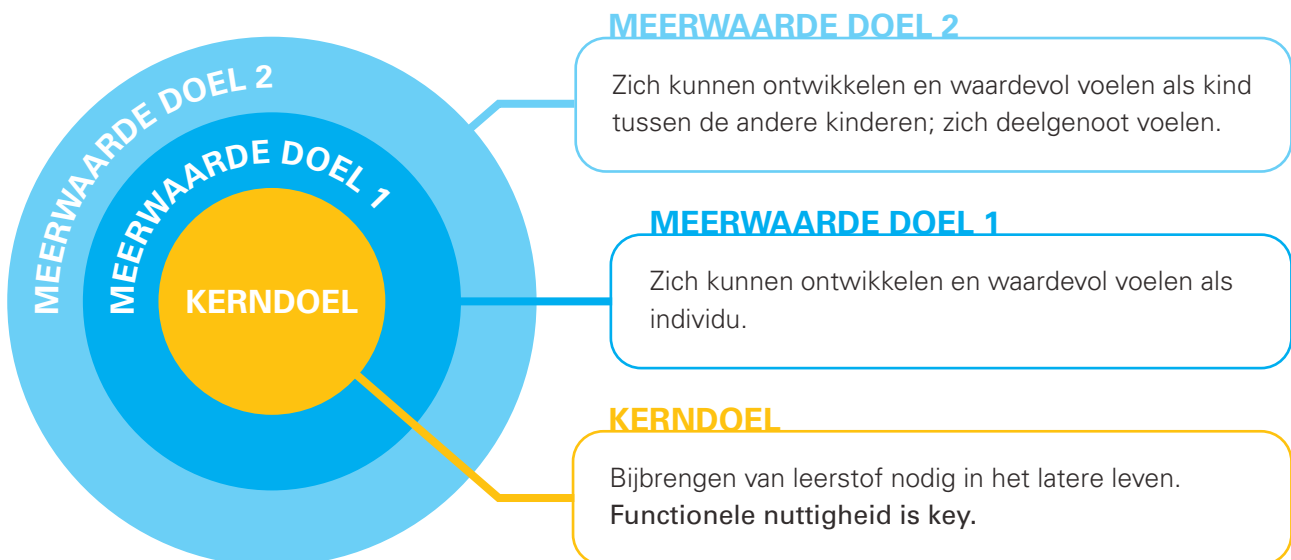 MEERWAARDE DOEL 2
MEERWAARDE DOEL 1
KERNDOEL
MEERWAARDE DOEL 2
Zich kunnen ontwikkelen en waardevol voelen als kind
tussen de andere kinderen; zich deelgenoot voelen.
MEERWAARDE DOEL 1
Zich kunnen ontwikkelen en waardevol voelen als
individu.
KERNDOEL
Bijbrengen van leerstof nodig in het latere leven.
Functionele nuttigheid is key.